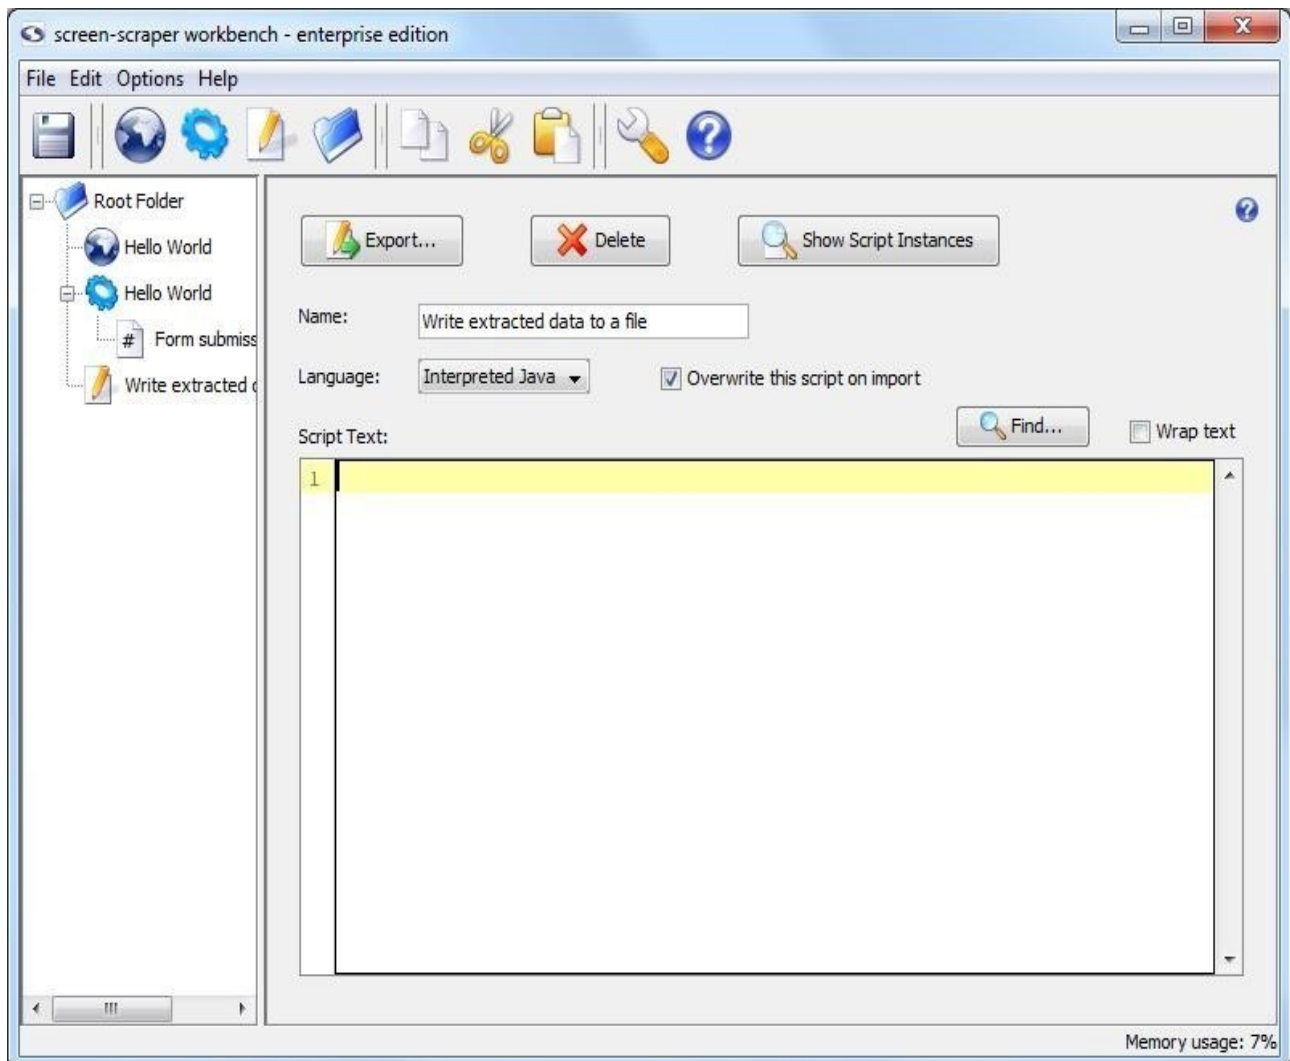 screen-scraper workbench - enterprise edition
File Edit Options Help
Root Folder
Hello World
Hello World
# Form submiss
Write extracted
Export...
Delete
Show Script Instances
Name:
Write extracted data to a file
Language:
Interpreted Java
Overwrite this script on import
Script Text:
Find...
Wrap text
1
Memory usage: 7%